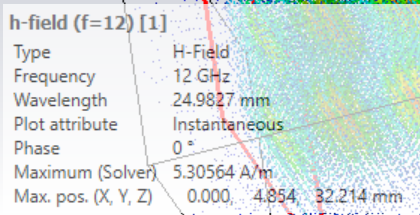 h-field (f=12) [1]
Type H-Field
Frequency 12 GHz
Wavelength 24.9827 mm
Plot attribute Instantaneous
Phase 0 °
Maximum (Solver) 5.30564 A/m
Max. pos. (X, Y, Z) 0.000, 4.854, 32.214 mm